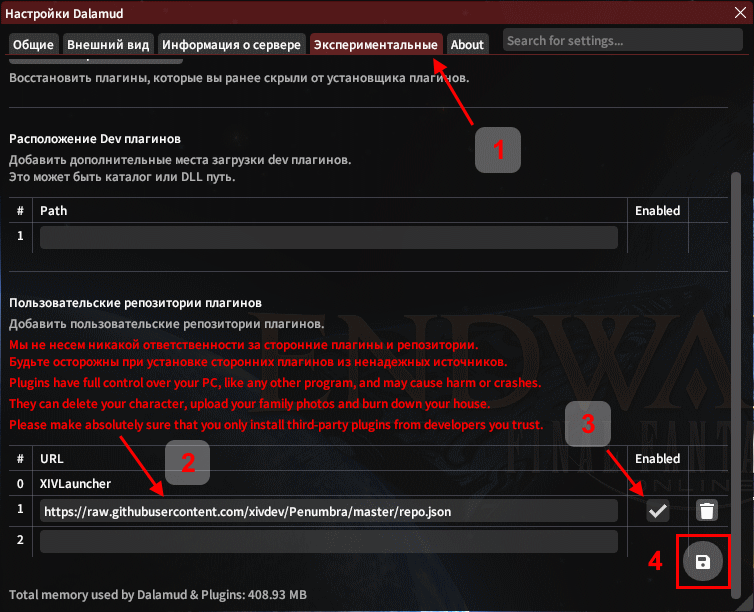 Настройки Dalamud
Общие Внешний вид Информация о сервере Экспериментальные About Search for settings...
Восстановить плагины, которые вы ранее скрыли от установщика плагинов.
1
Расположение Dev плагинов
Добавить дополнительные места загрузки dev плагинов.
Это может быть каталог или DLL путь.
# Path Enabled
1
Пользовательские репозитории плагинов
Добавить пользовательские репозитории плагинов.
Мы не несем никакой ответственности за сторонние плагины и репозитории.
Будьте осторожны при установке сторонних плагинов из ненадежных источников.
Plugins have full control over your PC, like any other program, and may cause harm or crashes.
They can delete your character, upload your family photos and burn down your house.
Please make absolutely sure that you only install third-party plugins from developers you trust.
3
2
# URL Enabled
0 XIVLauncher
1 https://raw.githubusercontent.com/xivdev/Penumbra/master/repo.json
2
4
Total memory used by Dalamud & Plugins: 408.93 MB
ENDWA
FINAL FANTA
ONLINE